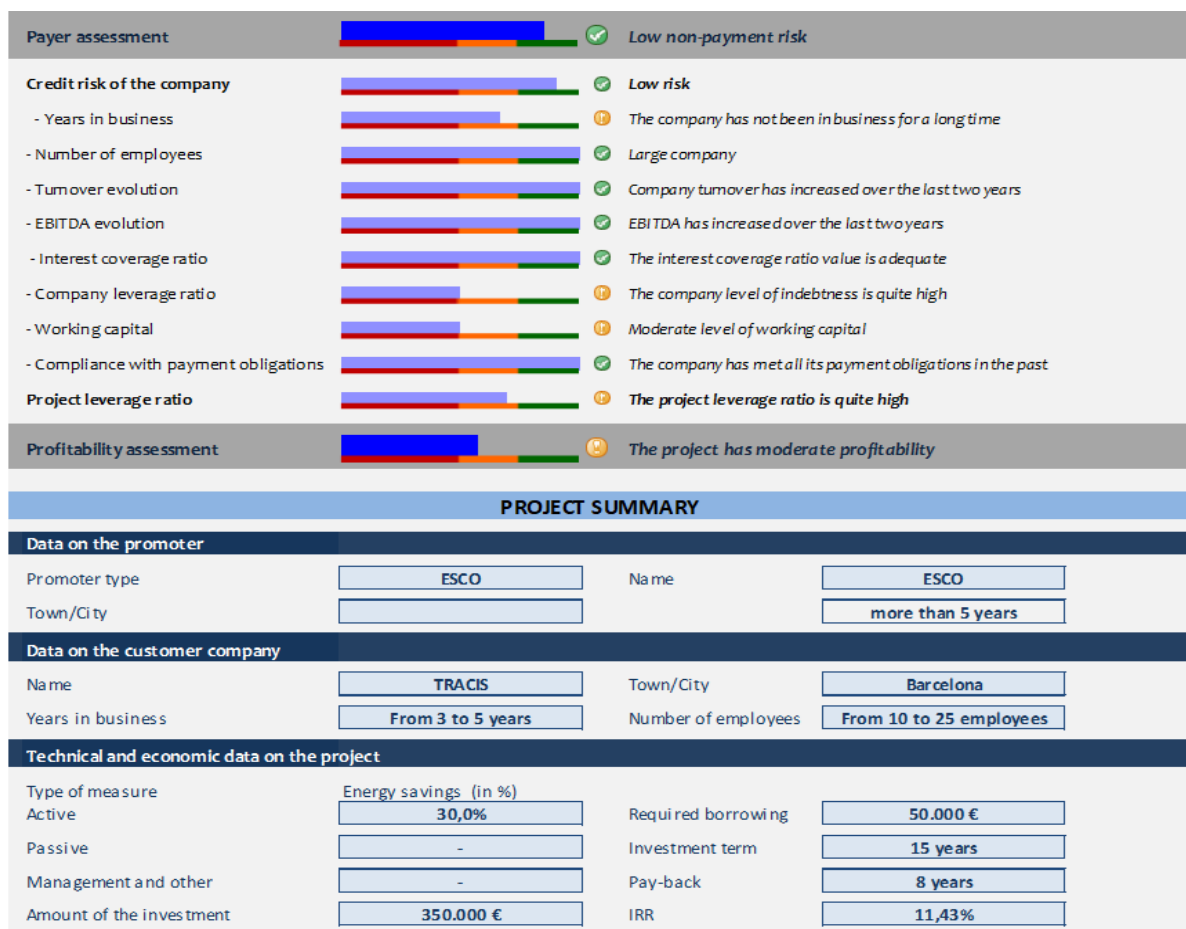 Payer assessment Low non-payment risk
Credit risk of the company Low risk
- Years in business The company has not been in business for a long time
- Number of employees Large company
- Turnover evolution Company turnover has increased over the last two years
- EBITDA evolution EBITDA has increased over the last two years
- Interest coverage ratio The interest coverage ratio value is adequate
- Company leverage ratio The company level of indebtness is quite high
- Working capital Moderate level of working capital
- Compliance with payment obligations The company has met all its payment obligations in the past
Project leverage ratio The project leverage ratio is quite high
Profitability assessment The project has moderate profitability
PROJECT SUMMARY
Data on the promoter
Promoter type ESCO Name ESCO
Town/City more than 5 years
Data on the customer company
Name TRACIS Town/City Barcelona
Years in business From 3 to 5 years Number of employees From 10 to 25 employees
Technical and economic data on the project
Type of measure Energy savings (in %)
Active 30,0% Required borrowing 50.000 €
Passive - Investment term 15 years
Management and other - Pay-back 8 years
Amount of the investment 350.000 € IRR 11,43%